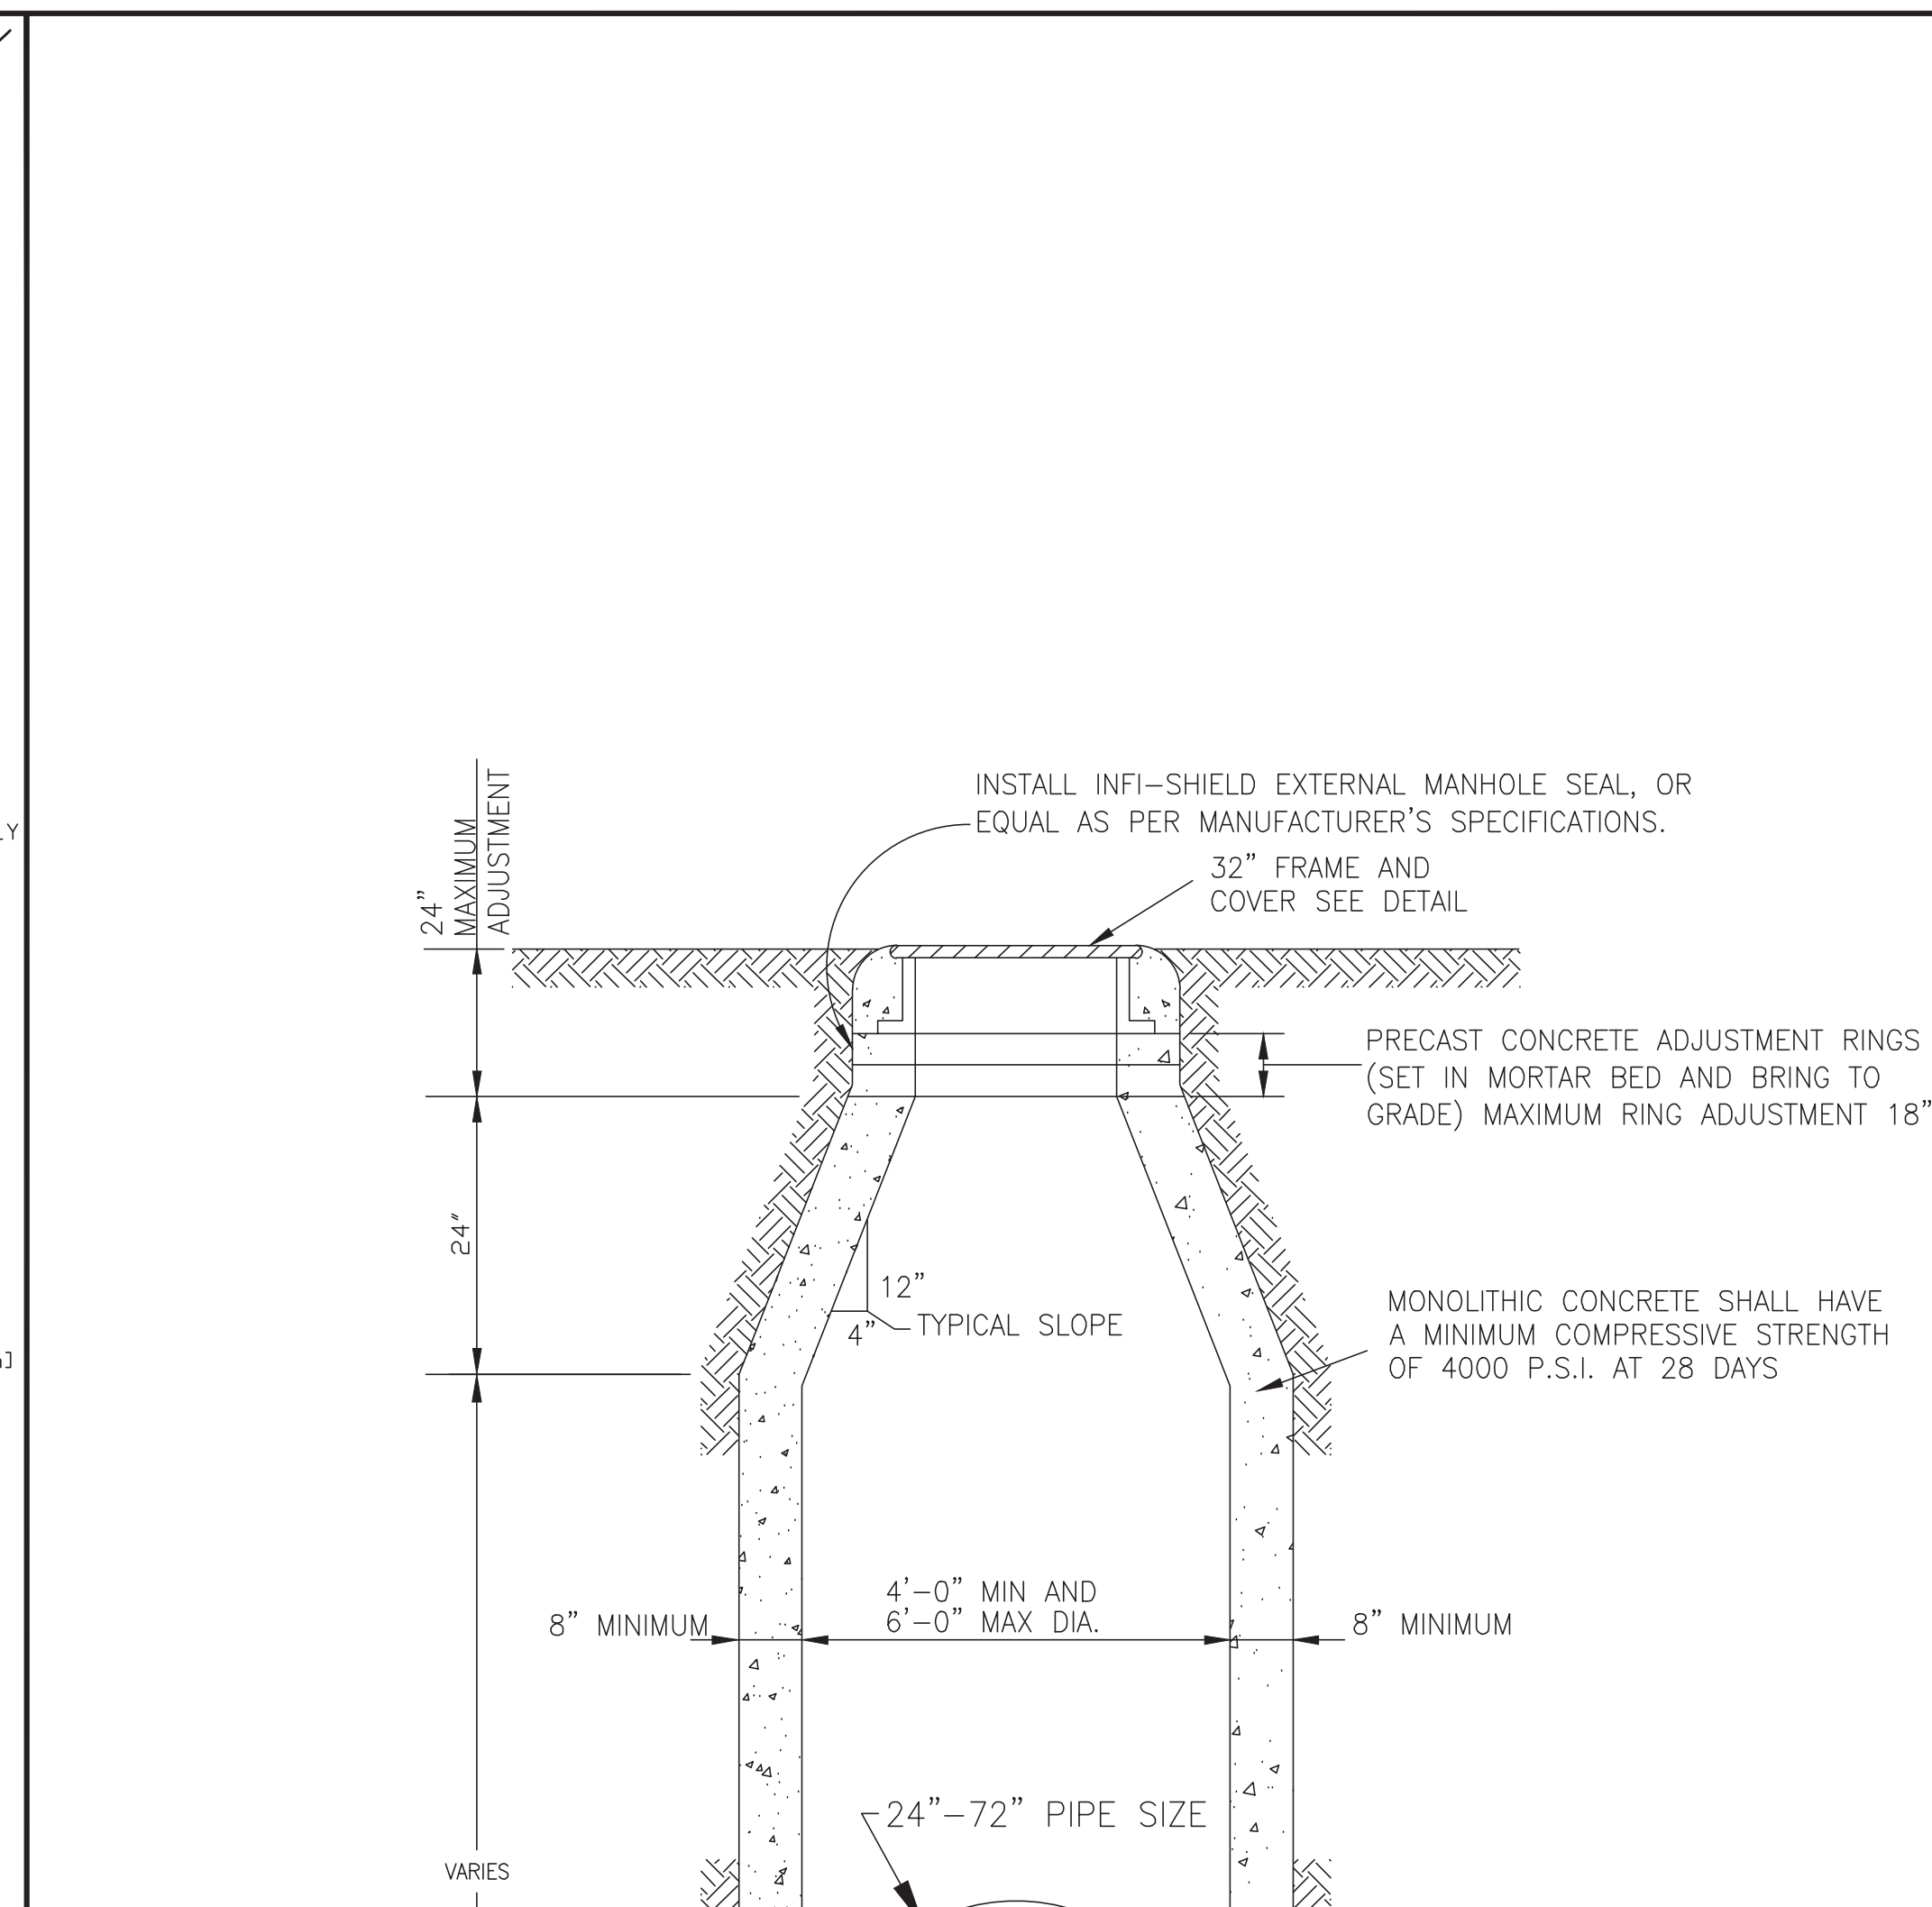 LY
INSTALL INFI-SHIELD EXTERNAL MANHOLE SEAL, OR
EQUAL AS PER MANUFACTURER'S SPECIFICATIONS.
32" FRAME AND
COVER SEE DETAIL
24"
MAXIMUM
ADJUSTMENT
PRECAST CONCRETE ADJUSTMENT RINGS
(SET IN MORTAR BED AND BRING TO
GRADE) MAXIMUM RING ADJUSTMENT 18"
24"
12"
4"
TYPICAL SLOPE
MONOLITHIC CONCRETE SHALL HAVE
A MINIMUM COMPRESSIVE STRENGTH
OF 4000 P.S.I. AT 28 DAYS
4'-0" MIN AND
6'-0" MAX DIA.
8" MINIMUM
8" MINIMUM
24"-72" PIPE SIZE
VARIES